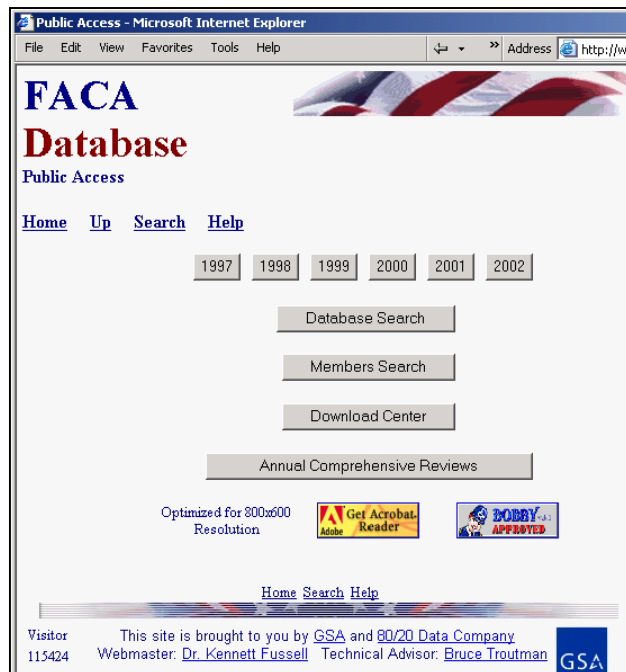 Public Access - Microsoft Internet Explorer
File Edit View Favorites Tools Help » Address http://w
FACA
Database
Public Access
Home Up Search Help
1997 1998 1999 2000 2001 2002
Database Search
Members Search
Download Center
Annual Comprehensive Reviews
Optimized for 800x600
Resolution
Get Acrobat
Adobe Reader
BOBBY
APPROVED
Home Search Help
Visitor
115424
This site is brought to you by GSA and 80/20 Data Company
Webmaster: Dr. Kennett Fussell Technical Advisor: Bruce Troutman
GSA